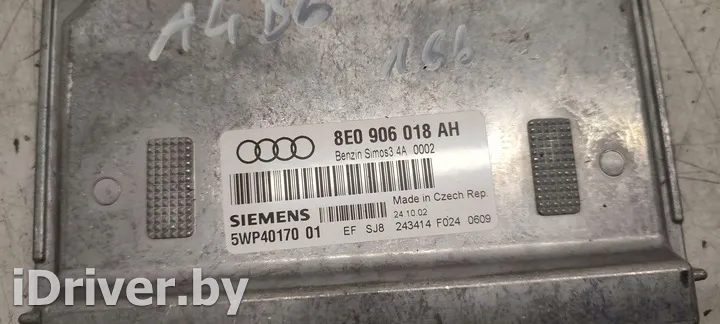 A4 B6
1.6b
8E0 906 018 AH
Benzin Simos3.4A 0002
Made in Czech Rep.
SIEMENS
24.10.02
5WP40170 01 EF SJ8 243414 F024 0609
iDriver.by